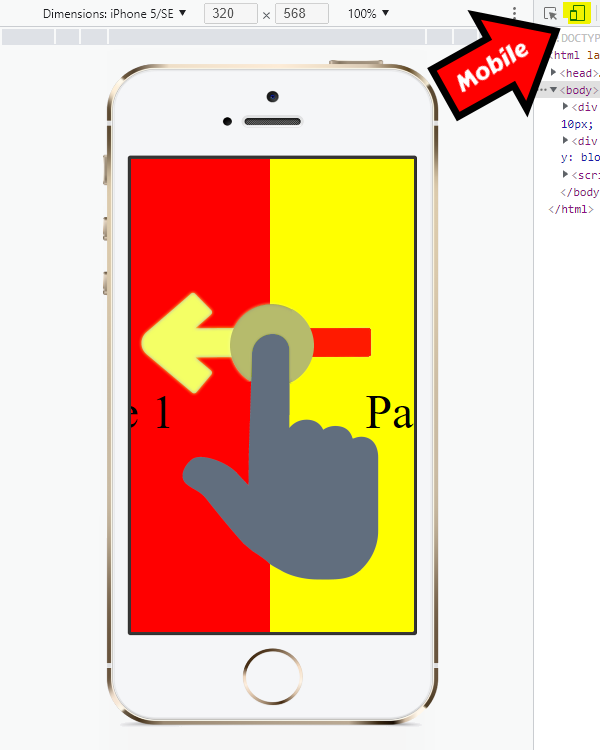 Dimensions: iPhone 5/SE ▼ 320 × 568 100% ▼
Mobile
DOCTYP
html la
▶<head>
▼<body>
▶<div
10px;
▶<div
y: blo
▶<scri
</body
</html>
e 1
Pa